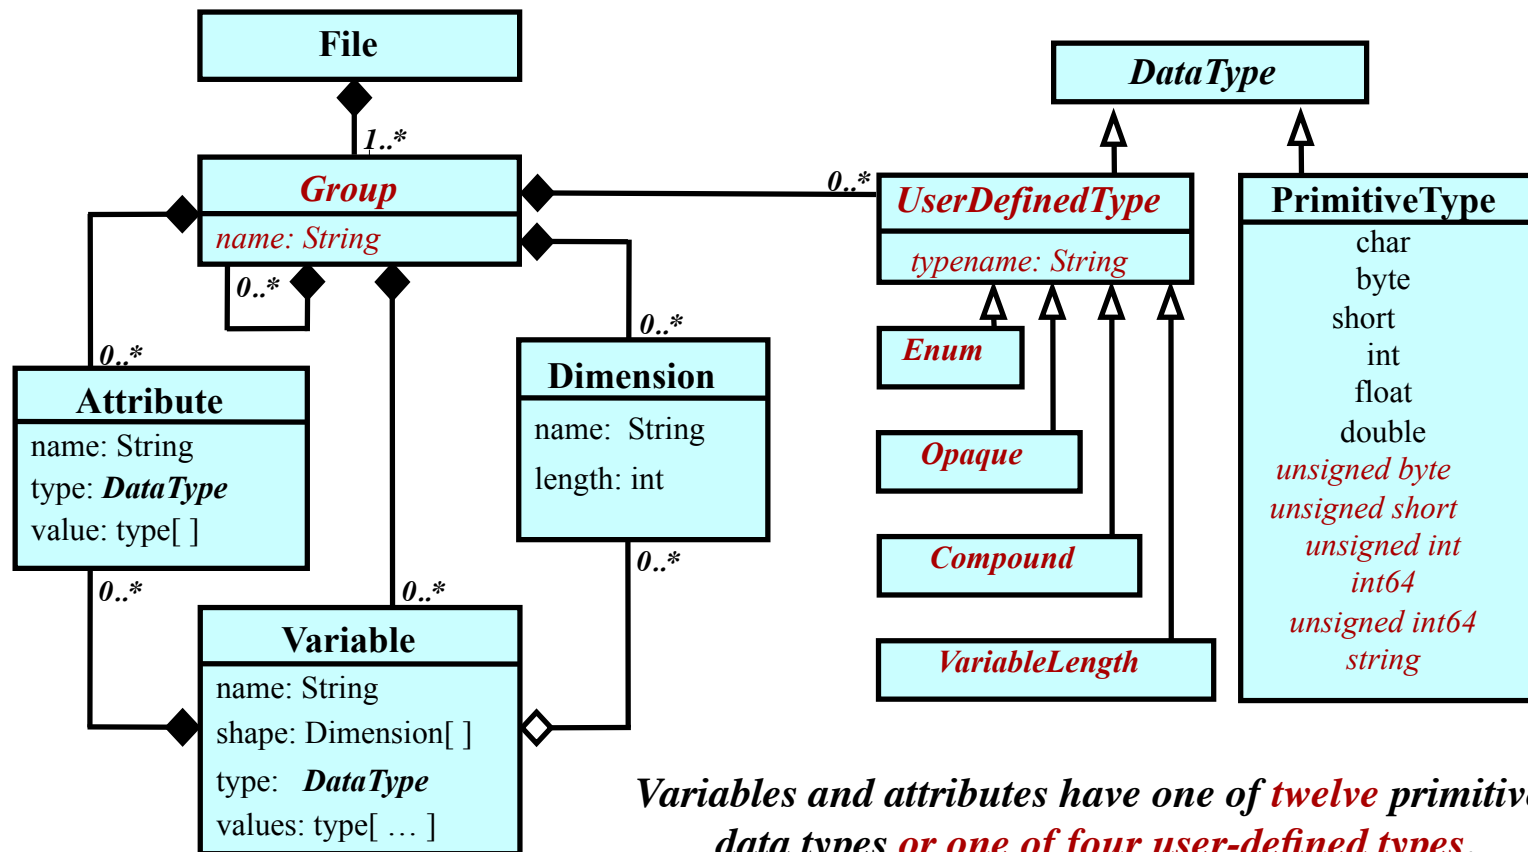 File
1..*
Group
name: String
0..*
0..*
0..*
0..*
0..*
Attribute
name: String
type: DataType
value: type[ ]
0..*
Dimension
name: String
length: int
0..*
Variable
name: String
shape: Dimension[ ]
type: DataType
values: type[ … ]
DataType
UserDefinedType
typename: String
Enum
Opaque
Compound
VariableLength
PrimitiveType
char
byte
short
int
float
double
unsigned byte
unsigned short
unsigned int
int64
unsigned int64
string
Variables and attributes have one of twelve primitive
data types or one of four user-defined types.